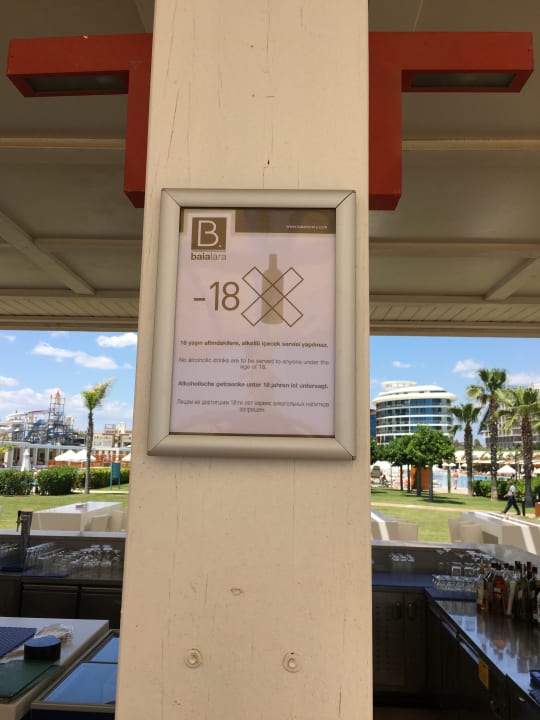 B.
baialara
www.baialara.com
-18
18 yaşın altındakilere, alkollü içecek servisi yapılmaz.
No alcoholic drinks are to be served to anyone under the
age of 18.
Alkoholische getraenke unter 18 jahren ist untersagt.
Лицам не достигшим 18-ти лет сервис алкогольных напитков
запрещен.